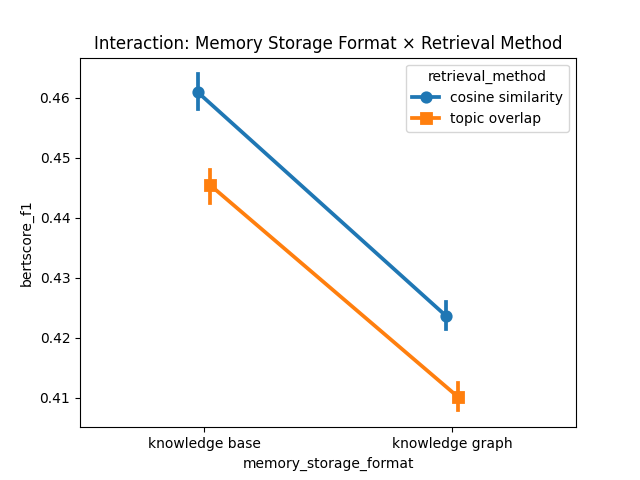 Interaction: Memory Storage Format × Retrieval Method
retrieval_method
cosine similarity
topic overlap
0.46
0.45
0.44
0.43
0.42
0.41
bertscore_f1
knowledge base
knowledge graph
memory_storage_format